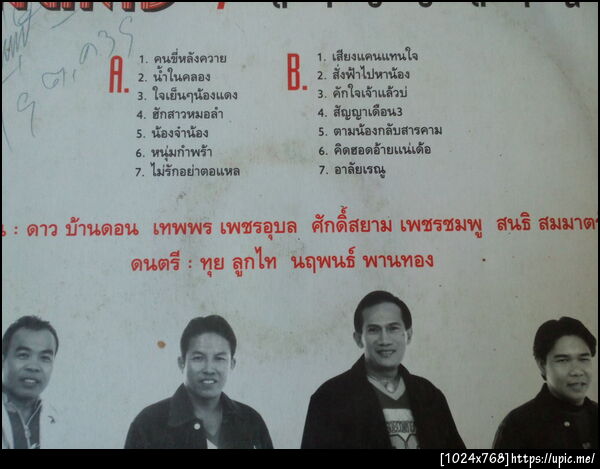 A.
1. คนขี่หลังควาย
2. น้ำในคลอง
3. ใจเย็นๆน้องแดง
4. ฮักสาวหมอลำ
5. น้องจ๋าน้อง
6. หนุ่มกำพร้า
7. ไม่รักอย่าตอแหล
B.
1. เสียงแคนแทนใจ
2. สั่งฟ้าไปหาน้อง
3. คักใจเจ้าแล้วบ่
4. สัญญาเดือน3
5. ตามน้องกลับสารคาม
6. คิดฮอดอ้ายแน่เด้อ
7. อาลัยเรณู
: ดาว บ้านดอน เทพพร เพชรอุบล ศักดิ์สยาม เพชรชมพู สนธิ สมมาตร
ดนตรี : ทุย ลูกไท นฤพนธ์ พานทอง
[1024x768]https://upic.me/